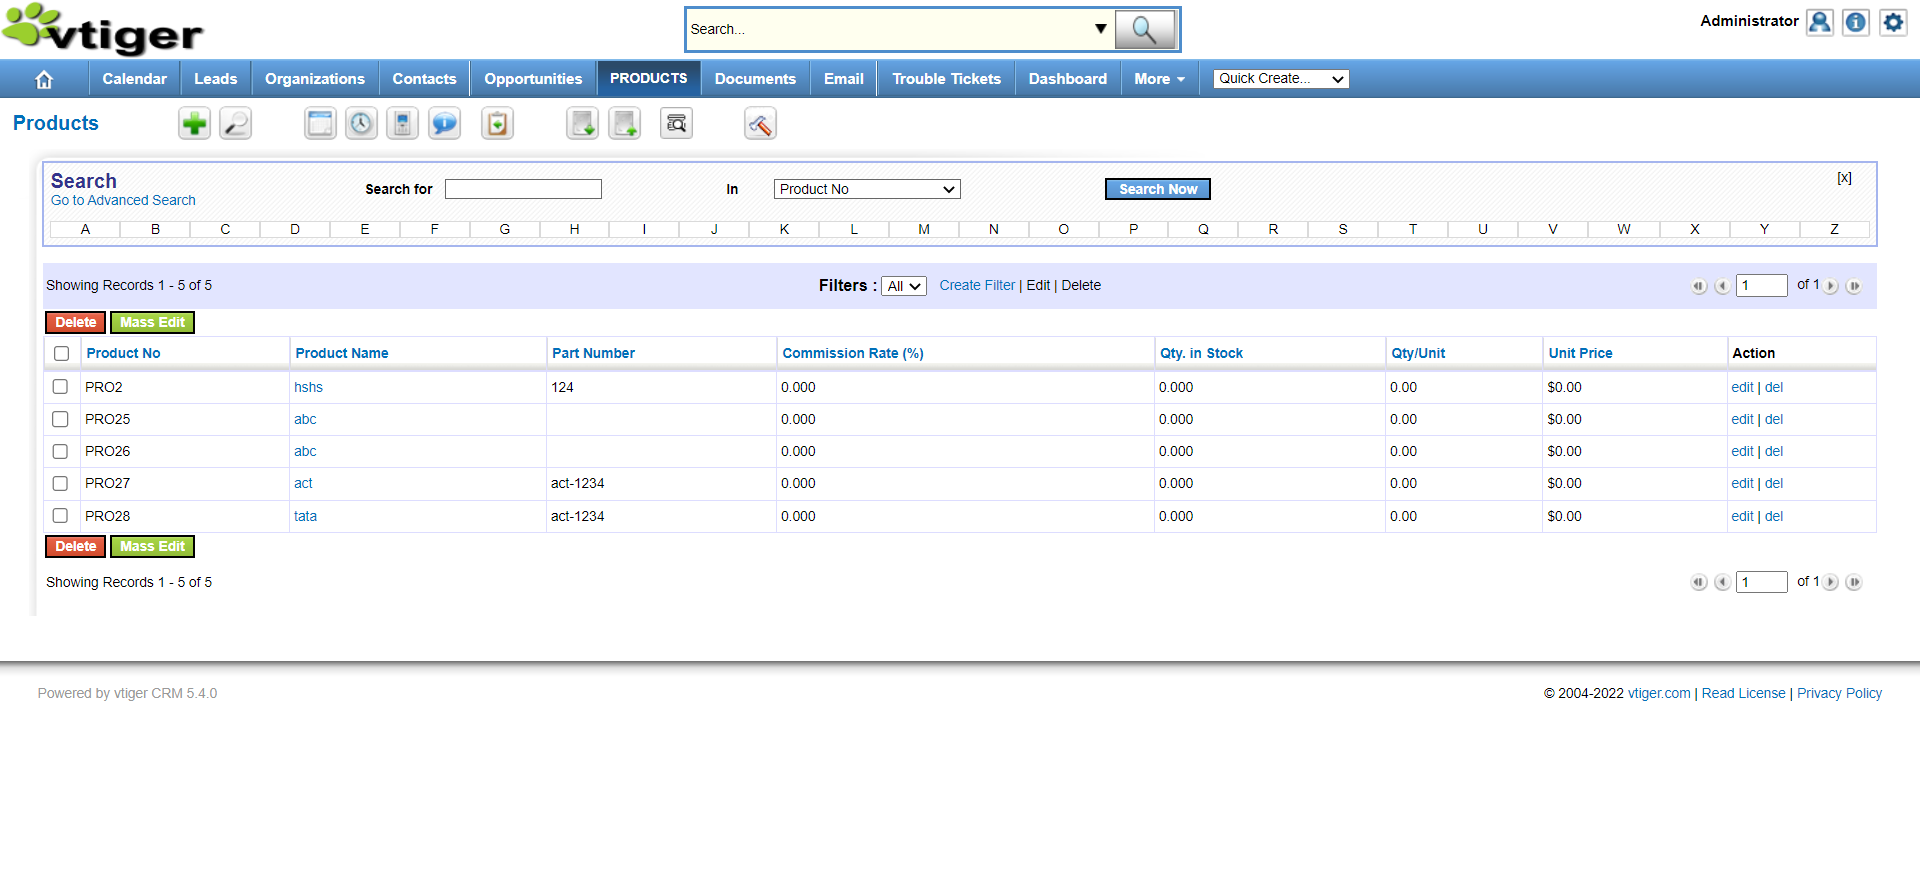 vtiger
Search...
Administrator
Calendar Leads Organizations Contacts Opportunities PRODUCTS Documents Email Trouble Tickets Dashboard More Quick Create...
Products
Search
Go to Advanced Search
Search for In Product No Search Now [x]
A B C D E F G H I J K L M N O P Q R S T U V W X Y Z
Showing Records 1 - 5 of 5 Filters : All Create Filter | Edit | Delete 1 of 1
Delete Mass Edit
Product No Product Name Part Number Commission Rate (%) Qty. in Stock Qty/Unit Unit Price Action
PRO2 hshs 124 0.000 0.000 0.00 $0.00 edit | del
PRO25 abc 0.000 0.000 0.00 $0.00 edit | del
PRO26 abc 0.000 0.000 0.00 $0.00 edit | del
PRO27 act act-1234 0.000 0.000 0.00 $0.00 edit | del
PRO28 tata act-1234 0.000 0.000 0.00 $0.00 edit | del
Delete Mass Edit
Showing Records 1 - 5 of 5 1 of 1
Powered by vtiger CRM 5.4.0 © 2004-2022 vtiger.com | Read License | Privacy Policy